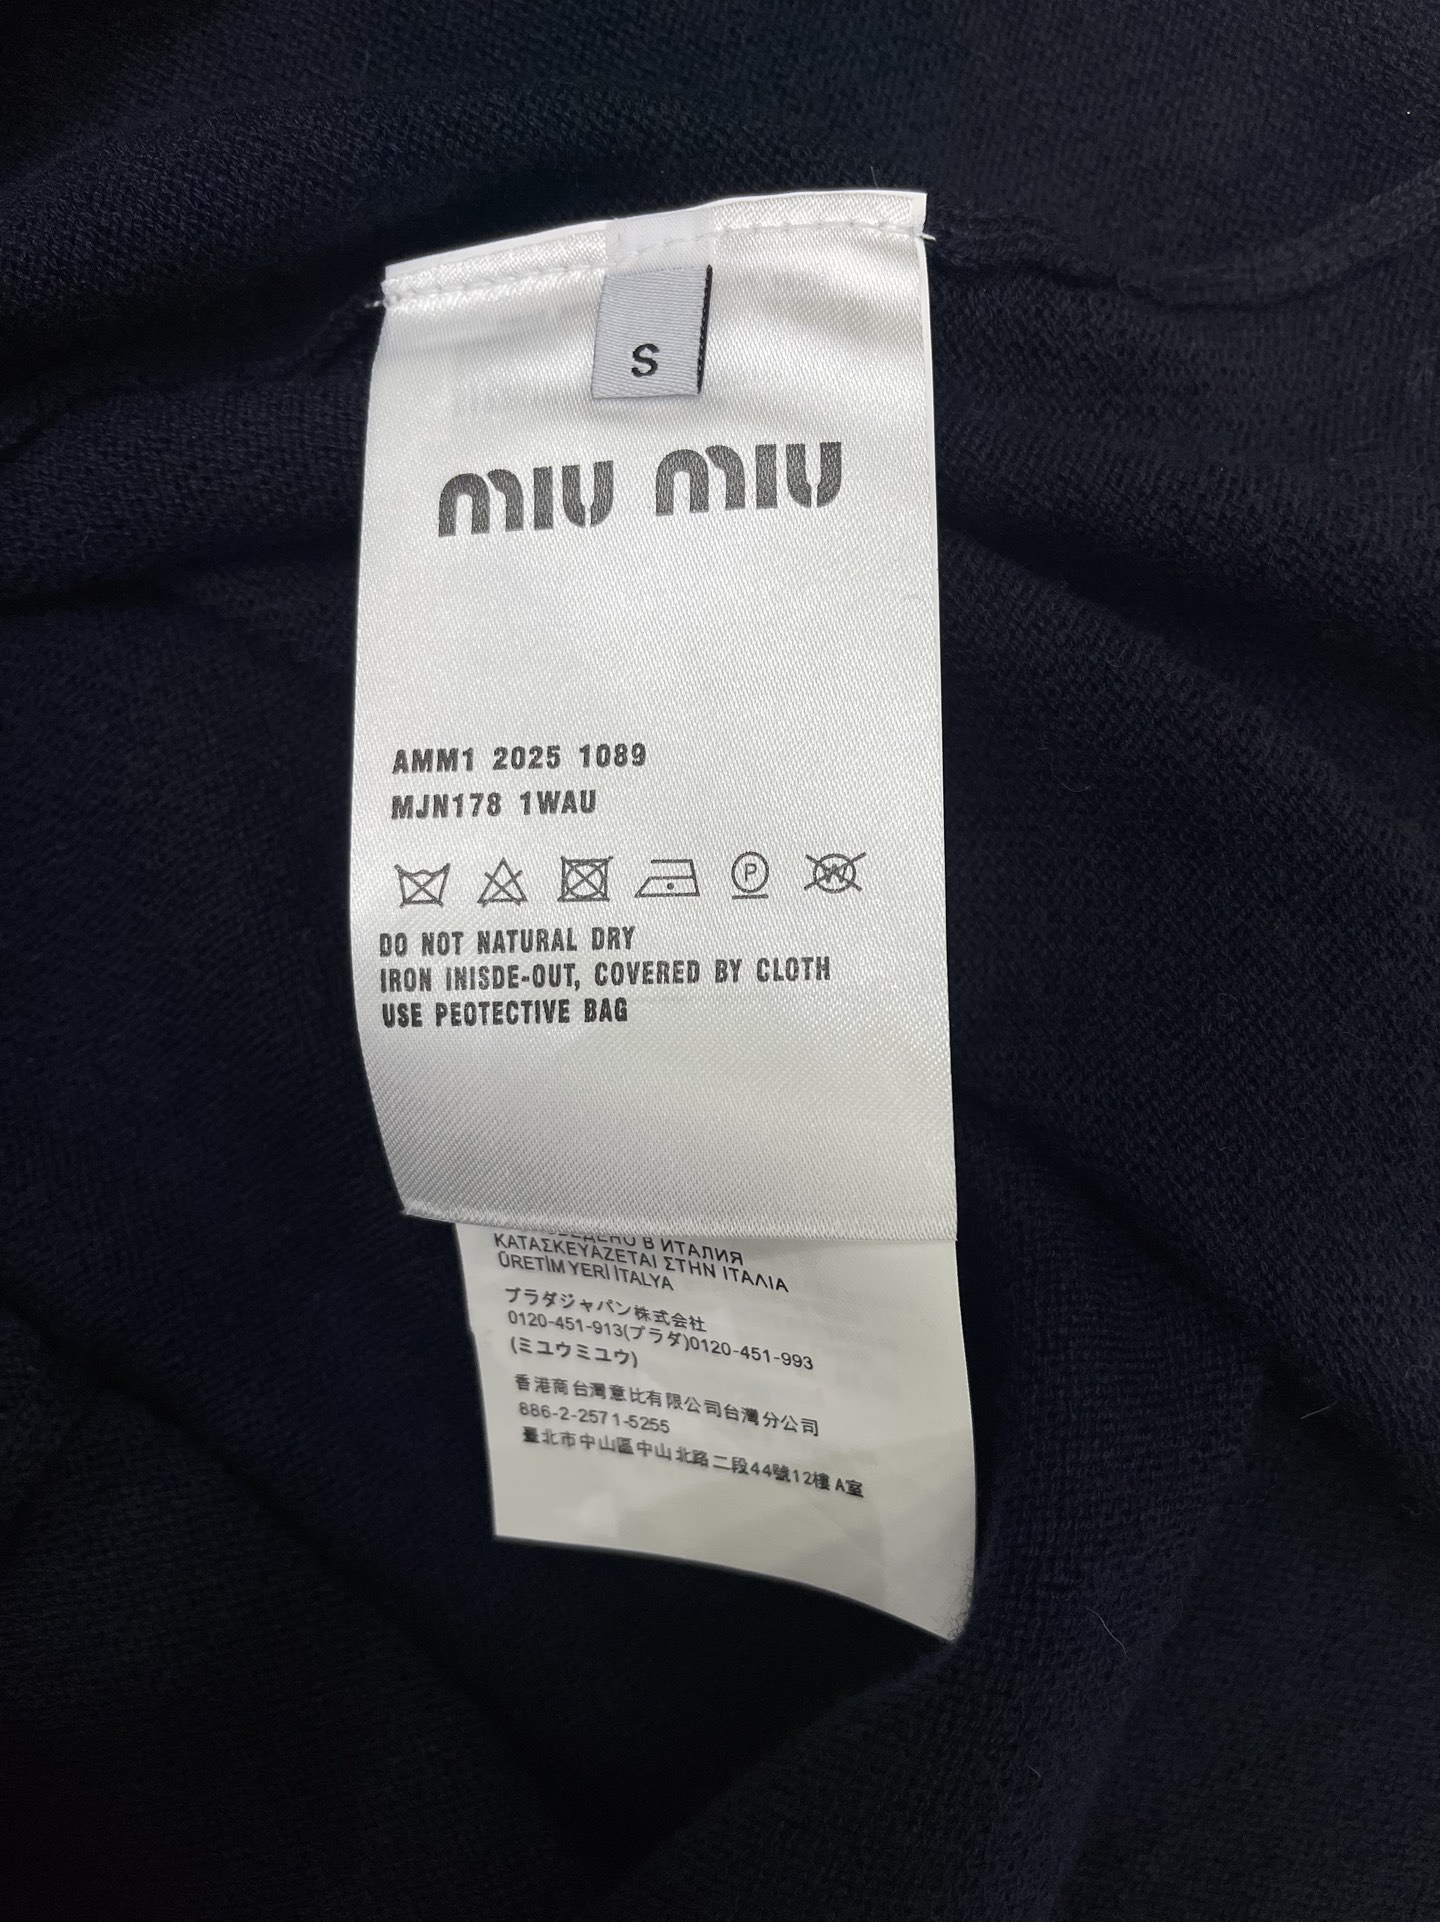 S
MIU MIU
AMM1 2025 1089
MJN178 1WAU
P W
DO NOT NATURAL DRY
IRON INISDE-OUT, COVERED BY CLOTH
USE PEOTECTIVE BAG
В ИТАЛИЯ
ΚΑΤΑΣΚΕΥΑΖΕΤΑΙ ΣΤΗΝ ΙΤΑΛΙΑ
ÜRETİM YERİ İTALYA
プラダジャパン株式会社
0120-451-913(プラダ)0120-451-993
(ミユウミユウ)
香港商台灣意比有限公司台灣分公司
886-2-2571-5255
臺北市中山區中山北路二段44號12樓 A室